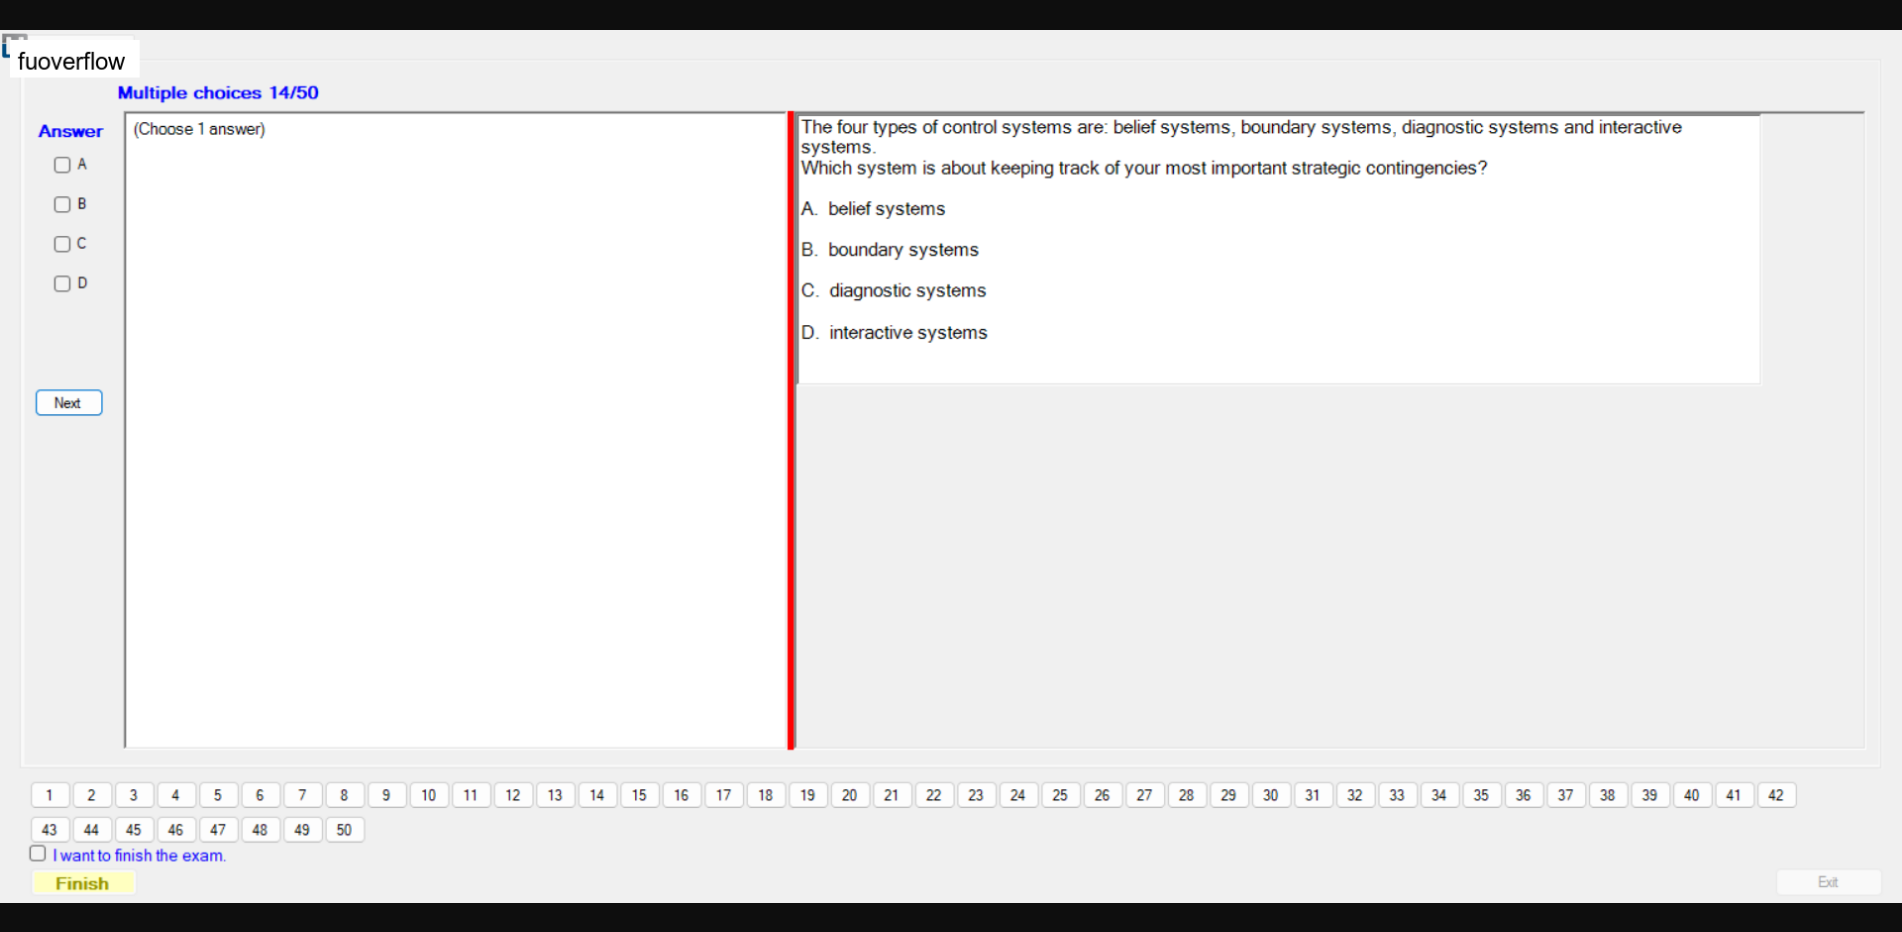 fuoverflow
Multiple choices 14/50
Answer
(Choose 1 answer)
A
B
C
D
Next
The four types of control systems are: belief systems, boundary systems, diagnostic systems and interactive
systems.
Which system is about keeping track of your most important strategic contingencies?
A. belief systems
B. boundary systems
C. diagnostic systems
D. interactive systems
1 2 3 4 5 6 7 8 9 10 11 12 13 14 15 16 17 18 19 20 21 22 23 24 25 26 27 28 29 30 31 32 33 34 35 36 37 38 39 40 41 42
43 44 45 46 47 48 49 50
I want to finish the exam.
Finish
Exit